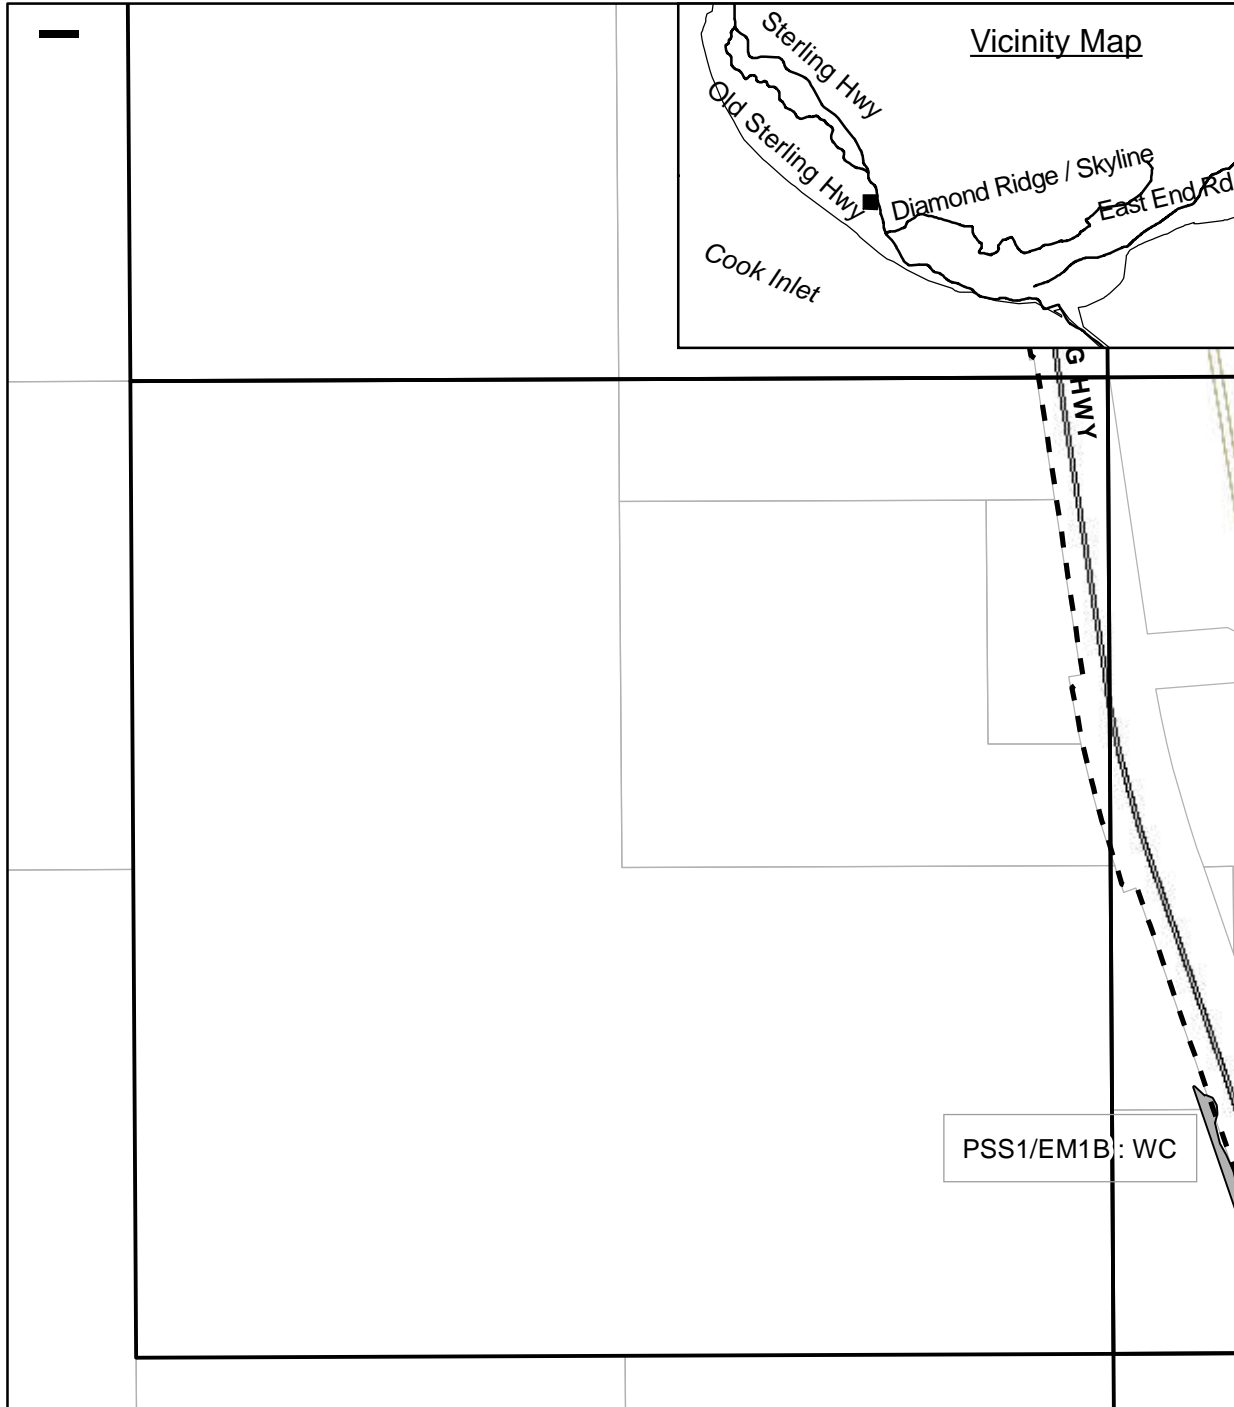 Vicinity Map
Sterling Hwy
Old Sterling Hwy
Diamond Ridge / Skyline
East End Rd
Cook Inlet
G HWY
PSS1/EM1B : WC